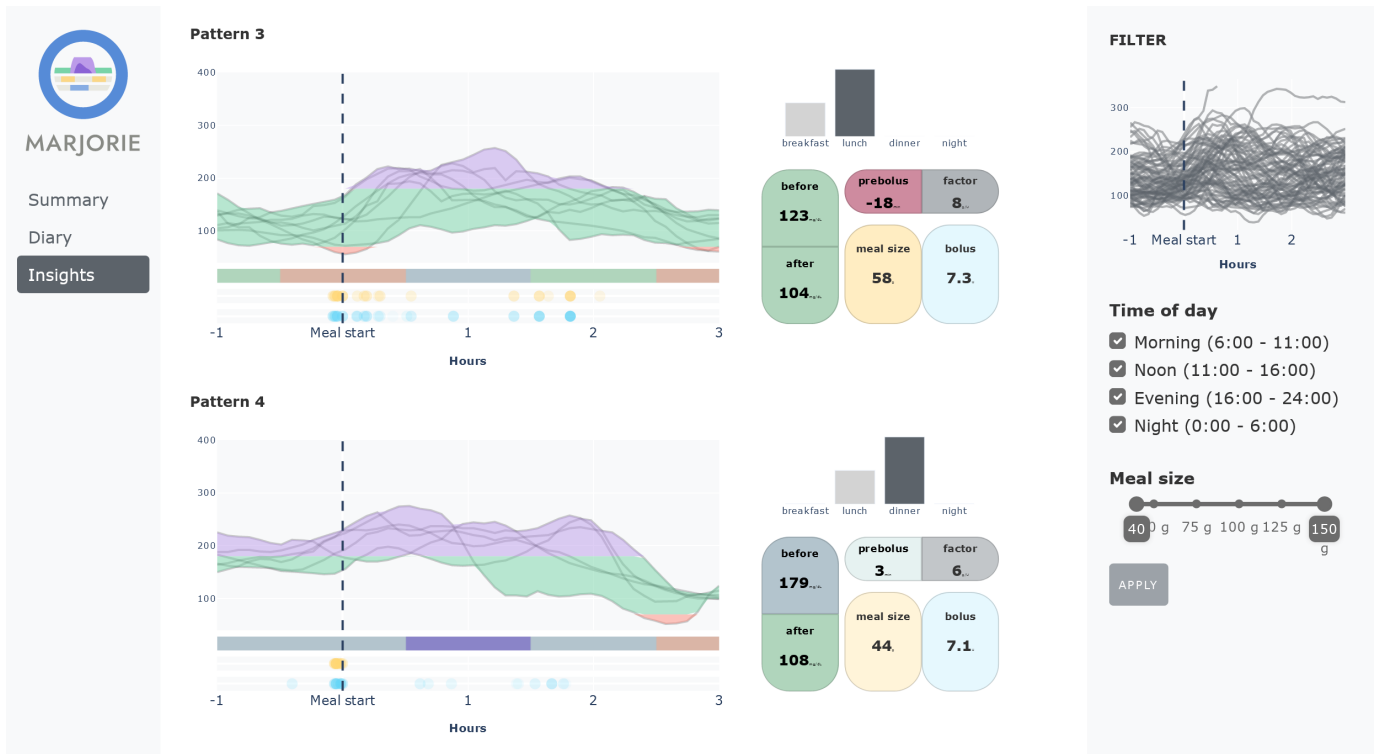 MARJORIE
Summary
Diary
Insights
Pattern 3
400
300
200
100
-1 Meal start 1 2 3
Hours
breakfast lunch dinner night
before
123
after
104
prebolus
-18
factor
8
meal size
58
bolus
7.3
Pattern 4
400
300
200
100
-1 Meal start 1 2 3
Hours
breakfast lunch dinner night
before
179
after
108
prebolus
3
factor
6
meal size
44
bolus
7.1
FILTER
300
200
100
-1 Meal start 1 2
Hours
Time of day
Morning (6:00 - 11:00)
Noon (11:00 - 16:00)
Evening (16:00 - 24:00)
Night (0:00 - 6:00)
Meal size
40 0 g 75 g 100 g 125 g 150
g
APPLY